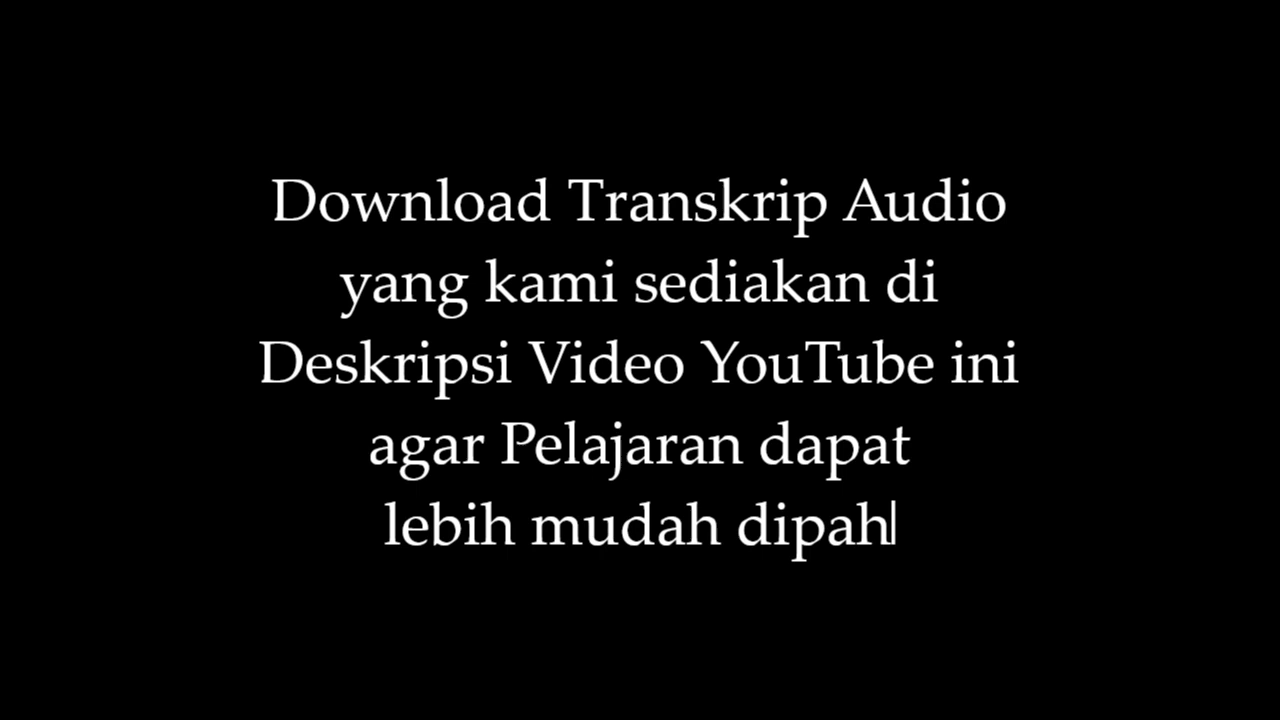 Download Transkrip Audio
yang kami sediakan di
Deskripsi Video YouTube ini
agar Pelajaran dapat
lebih mudah dipah